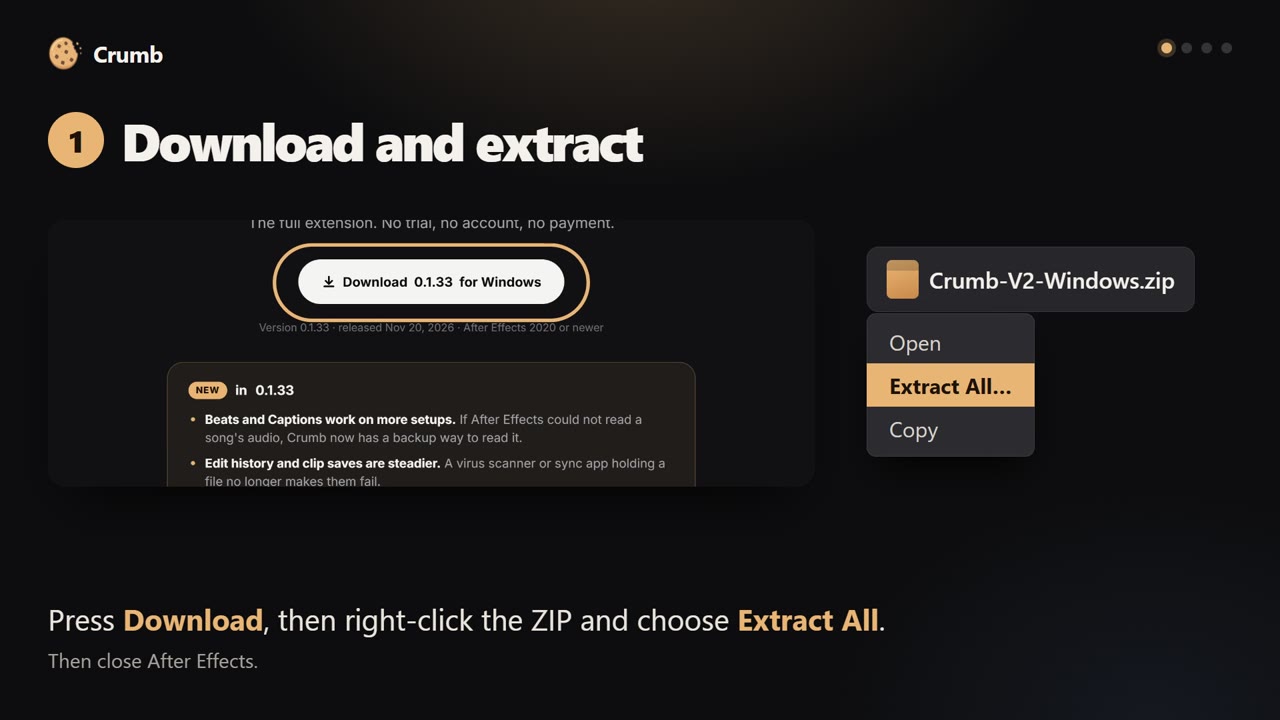 Crumb
1 Download and extract
The full extension. No trial, no account, no payment.
Download 0.1.33 for Windows
Version 0.1.33 · released Nov 20, 2026 · After Effects 2020 or newer
NEW in 0.1.33
• Beats and Captions work on more setups. If After Effects could not read a
song's audio, Crumb now has a backup way to read it.
• Edit history and clip saves are steadier. A virus scanner or sync app holding a
file no longer makes them fail.
Crumb-V2-Windows.zip
Open
Extract All...
Copy
Press Download, then right-click the ZIP and choose Extract All.
Then close After Effects.